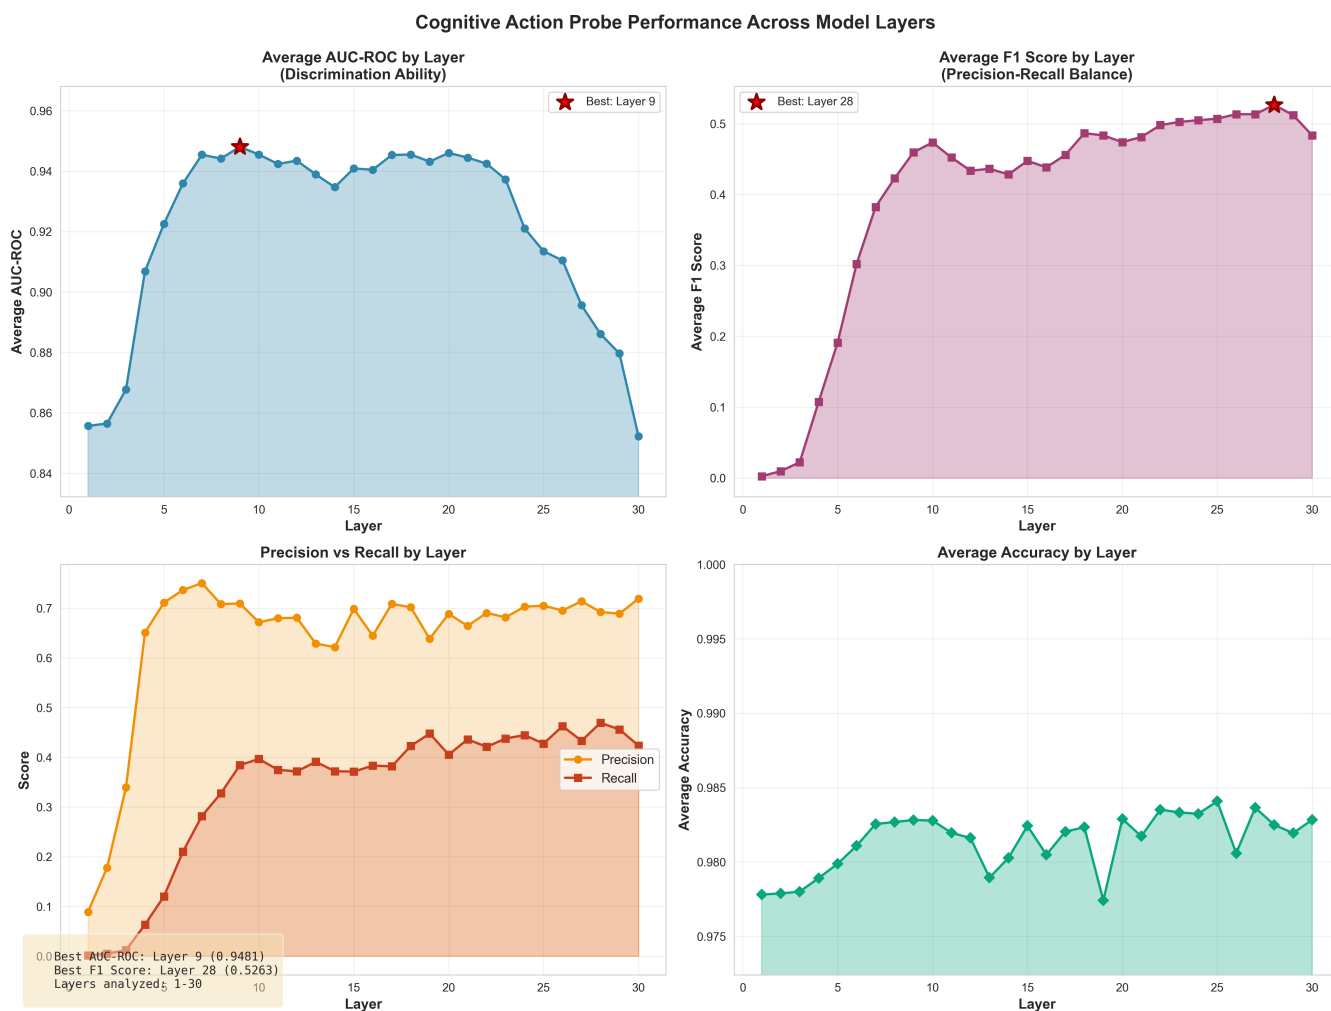 Cognitive Action Probe Performance Across Model Layers
Average AUC-ROC by Layer
(Discrimination Ability)
Best: Layer 9
Average AUC-ROC
0.96
0.94
0.92
0.90
0.88
0.86
0.84
0
5
10
15
20
25
30
Layer
Average F1 Score by Layer
(Precision-Recall Balance)
Best: Layer 28
Average F1 Score
0.5
0.4
0.3
0.2
0.1
0.0
0
5
10
15
20
25
30
Layer
Precision vs Recall by Layer
Score
0.7
0.6
0.5
0.4
0.3
0.2
0.1
0.0
Precision
Recall
0
5
10
15
20
25
30
Layer
Best AUC-ROC: Layer 9 (0.9481)
Best F1 Score: Layer 28 (0.5263)
Layers analyzed: 1-30
Average Accuracy by Layer
Average Accuracy
1.000
0.995
0.990
0.985
0.980
0.975
0
5
10
15
20
25
30
Layer